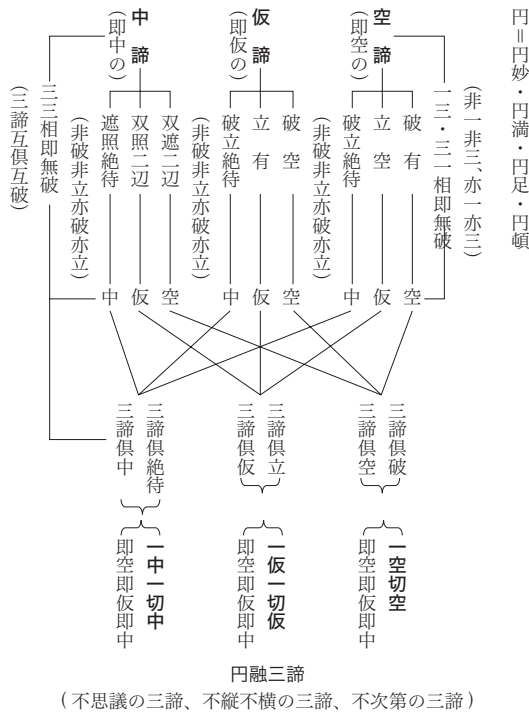 円＝円妙・円満・円足・円頓
(非一非三、亦一亦三)
一三・三一相即無破
空諦
(即空の)
破有
立空
破立絶待
(非破非立亦破亦立)
仮諦
(即仮の)
破空
立有
破立絶待
(非破非立亦破亦立)
中諦
(即中の)
双遮二辺
双照二辺
遮照絶待
(非破非立亦破亦立)
三三相即無破
(三諦互倶互破)
空
仮
中
空
仮
中
空
仮
中
三諦倶破
三諦倶空
三諦倶立
三諦倶仮
三諦倶絶待
三諦倶中
一空切空
即空即仮即中
一仮一切仮
即空即仮即中
一中一切中
即空即仮即中
円融三諦
(不思議の三諦、不縦不横の三諦、不次第の三諦)